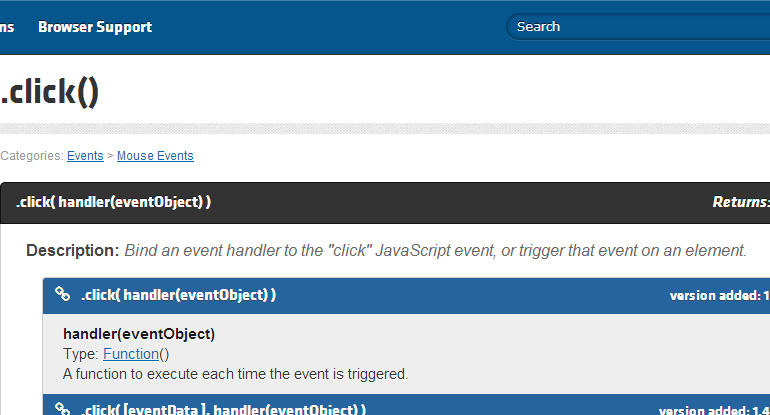 ns Browser Support Search
.click()
Categories: Events > Mouse Events
.click( handler(eventObject) ) Returns:
Description: Bind an event handler to the "click" JavaScript event, or trigger that event on an element.
.click( handler(eventObject) ) version added: 1
handler(eventObject)
Type: Function()
A function to execute each time the event is triggered.
.click( [eventData ], handler(eventObject) ) version added: 1.4